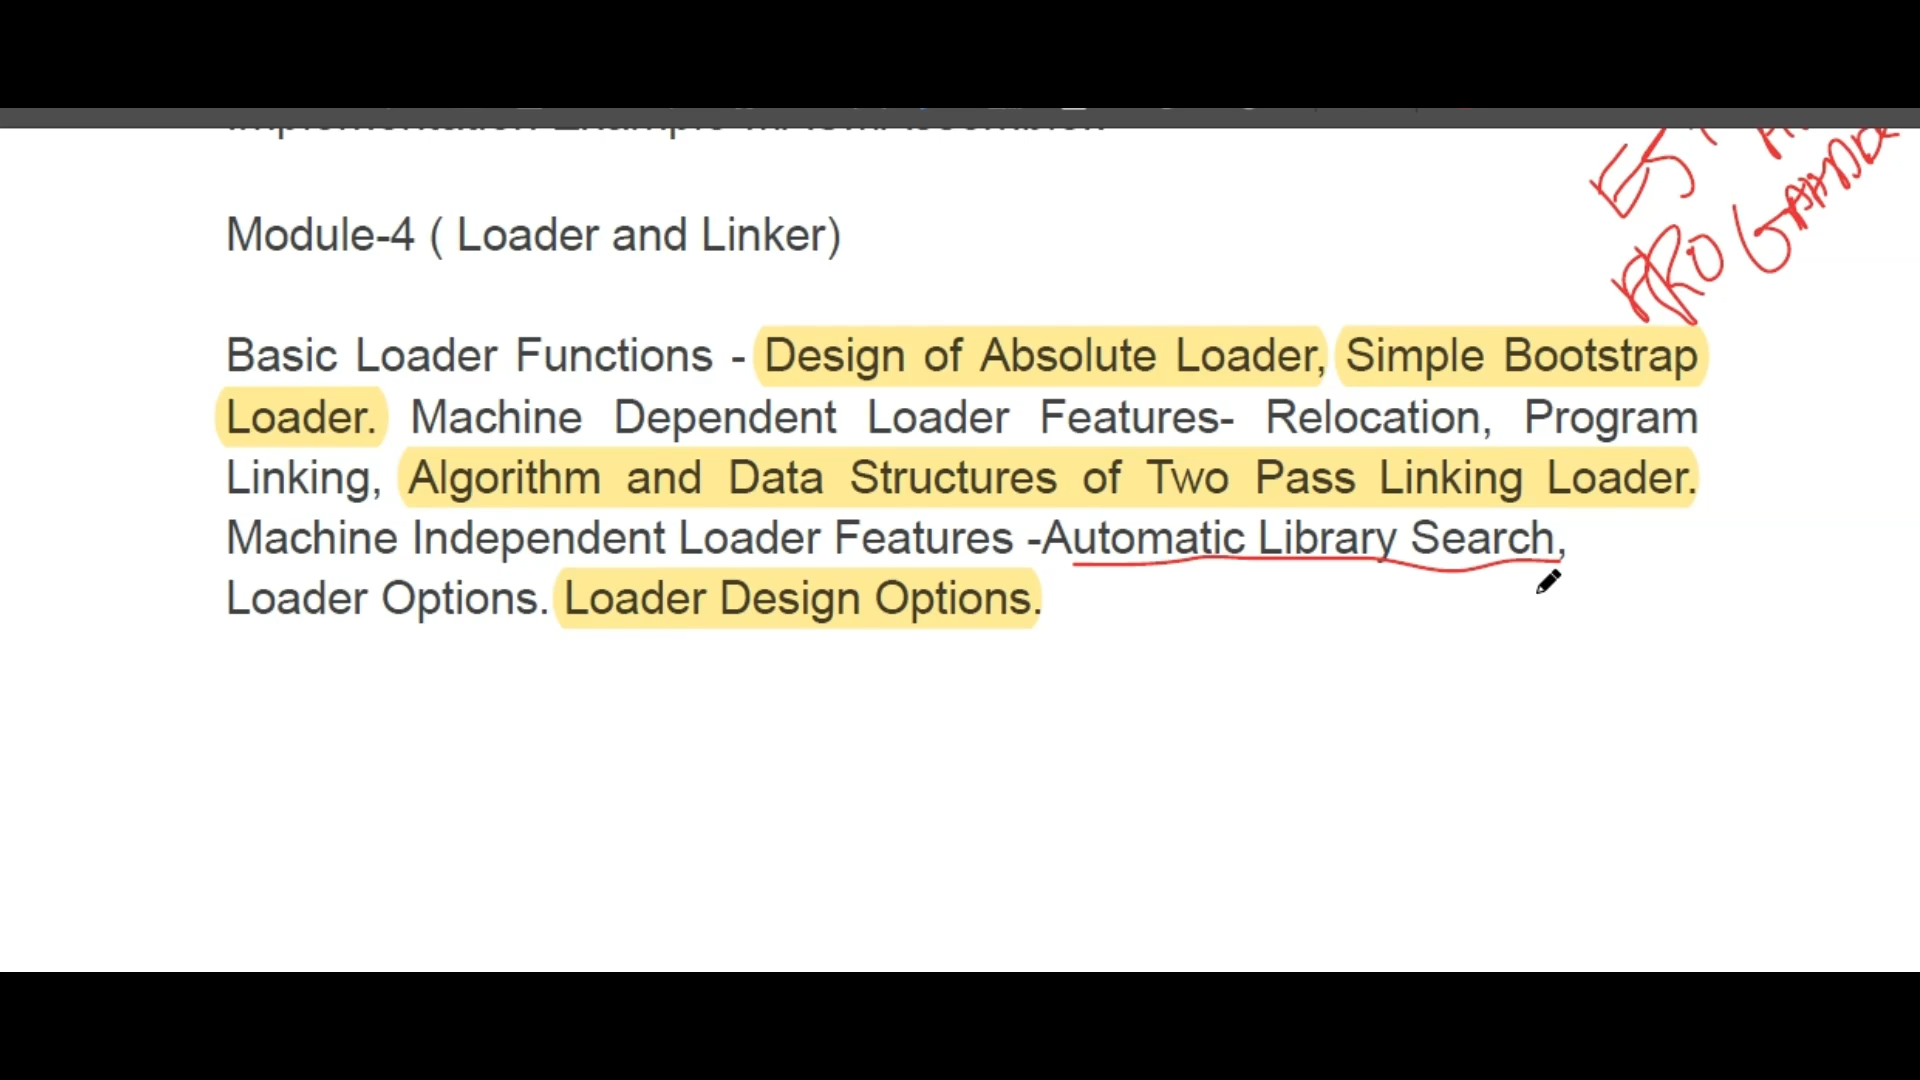 Module-4 ( Loader and Linker)
Basic Loader Functions - Design of Absolute Loader, Simple Bootstrap
Loader. Machine Dependent Loader Features- Relocation, Program
Linking, Algorithm and Data Structures of Two Pass Linking Loader.
Machine Independent Loader Features -Automatic Library Search,
Loader Options. Loader Design Options.